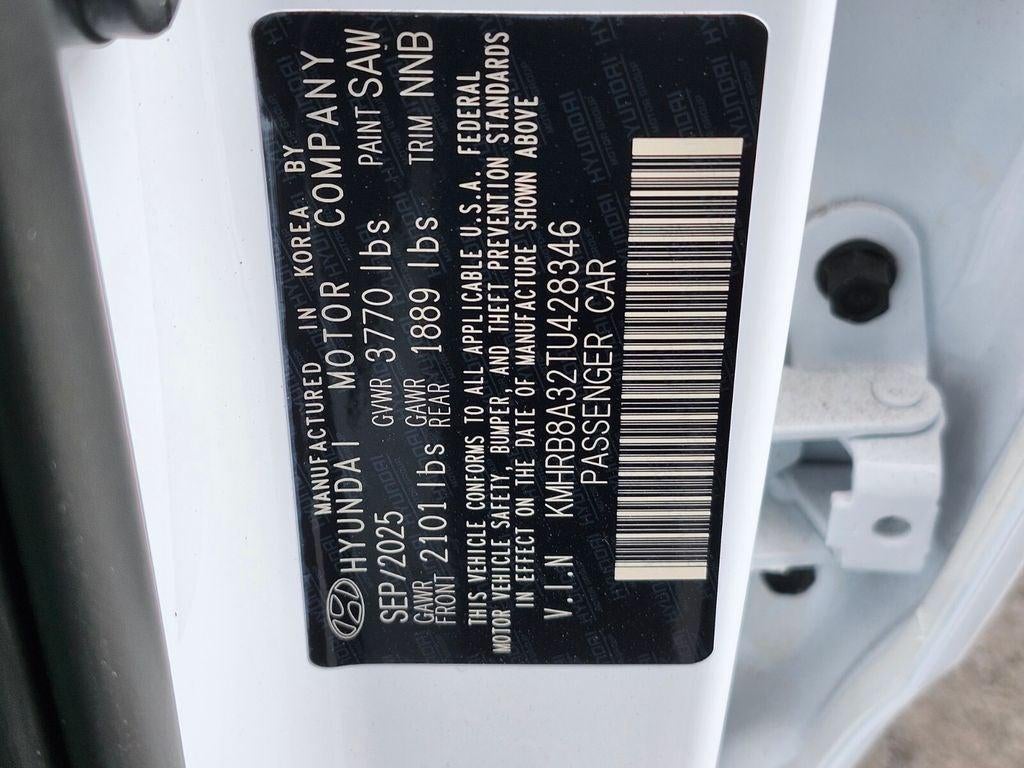 MANUFACTURED IN KOREA BY
HYUNDAI MOTOR COMPANY
SEP/2025 GVWR 3770 lbs PAINT SAW
GAWR FRONT 2101 lbs GAWR REAR 1889 lbs TRIM NNB
THIS VEHICLE CONFORMS TO ALL APPLICABLE U.S.A. FEDERAL
MOTOR VEHICLE SAFETY, BUMPER, AND THEFT PREVENTION STANDARDS
IN EFFECT ON THE DATE OF MANUFACTURE SHOWN ABOVE
V.I.N KMHRB8A32TU428346
PASSENGER CAR